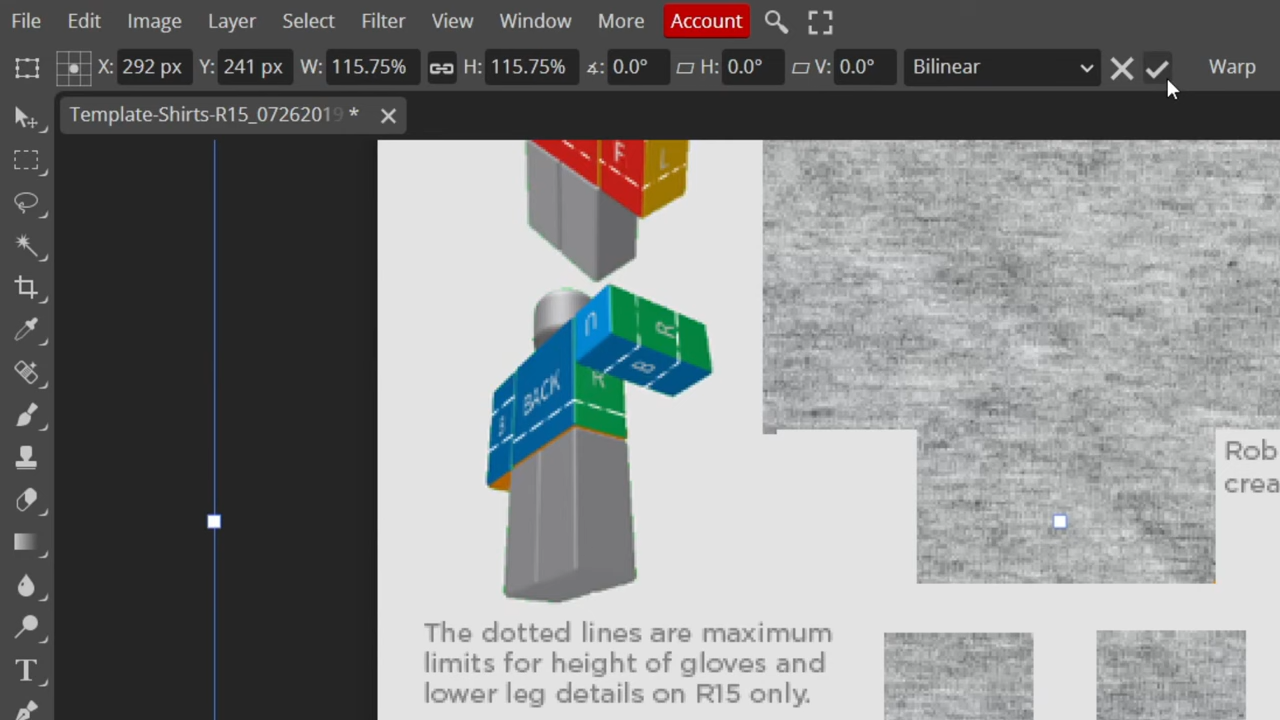 File Edit Image Layer Select Filter View Window More Account
X: 292 px Y: 241 px W: 115.75% H: 115.75% ∡: 0.0° H: 0.0° V: 0.0° Bilinear Warp
Template-Shirts-R15_07262019 *
F L
U R
B
R
BACK
Rob
crea
The dotted lines are maximum
limits for height of gloves and
lower leg details on R15 only.
T